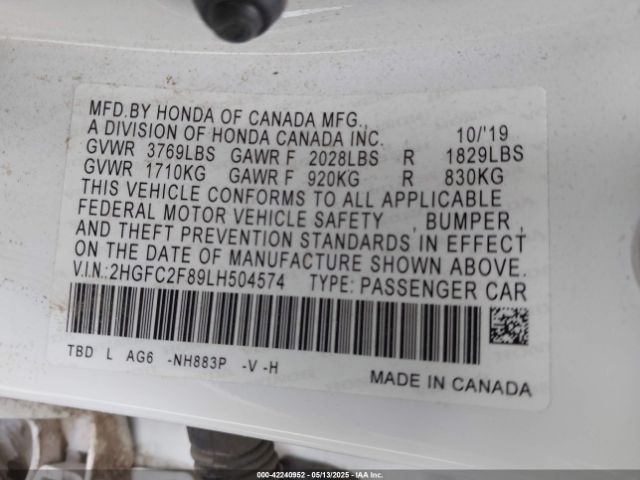 MFD.BY HONDA OF CANADA MFG.,
A DIVISION OF HONDA CANADA INC. 10/'19
GVWR 3769LBS GAWR F 2028LBS R 1829LBS
GVWR 1710KG GAWR F 920KG R 830KG
THIS VEHICLE CONFORMS TO ALL APPLICABLE
FEDERAL MOTOR VEHICLE SAFETY , BUMPER ,
AND THEFT PREVENTION STANDARDS IN EFFECT
ON THE DATE OF MANUFACTURE SHOWN ABOVE.
V.I.N.:2HGFC2F89LH504574 TYPE: PASSENGER CAR
TBD L AG6 -NH883P -V -H
MADE IN CANADA
000-42240952 - 05/13/2025 - IAA Inc.